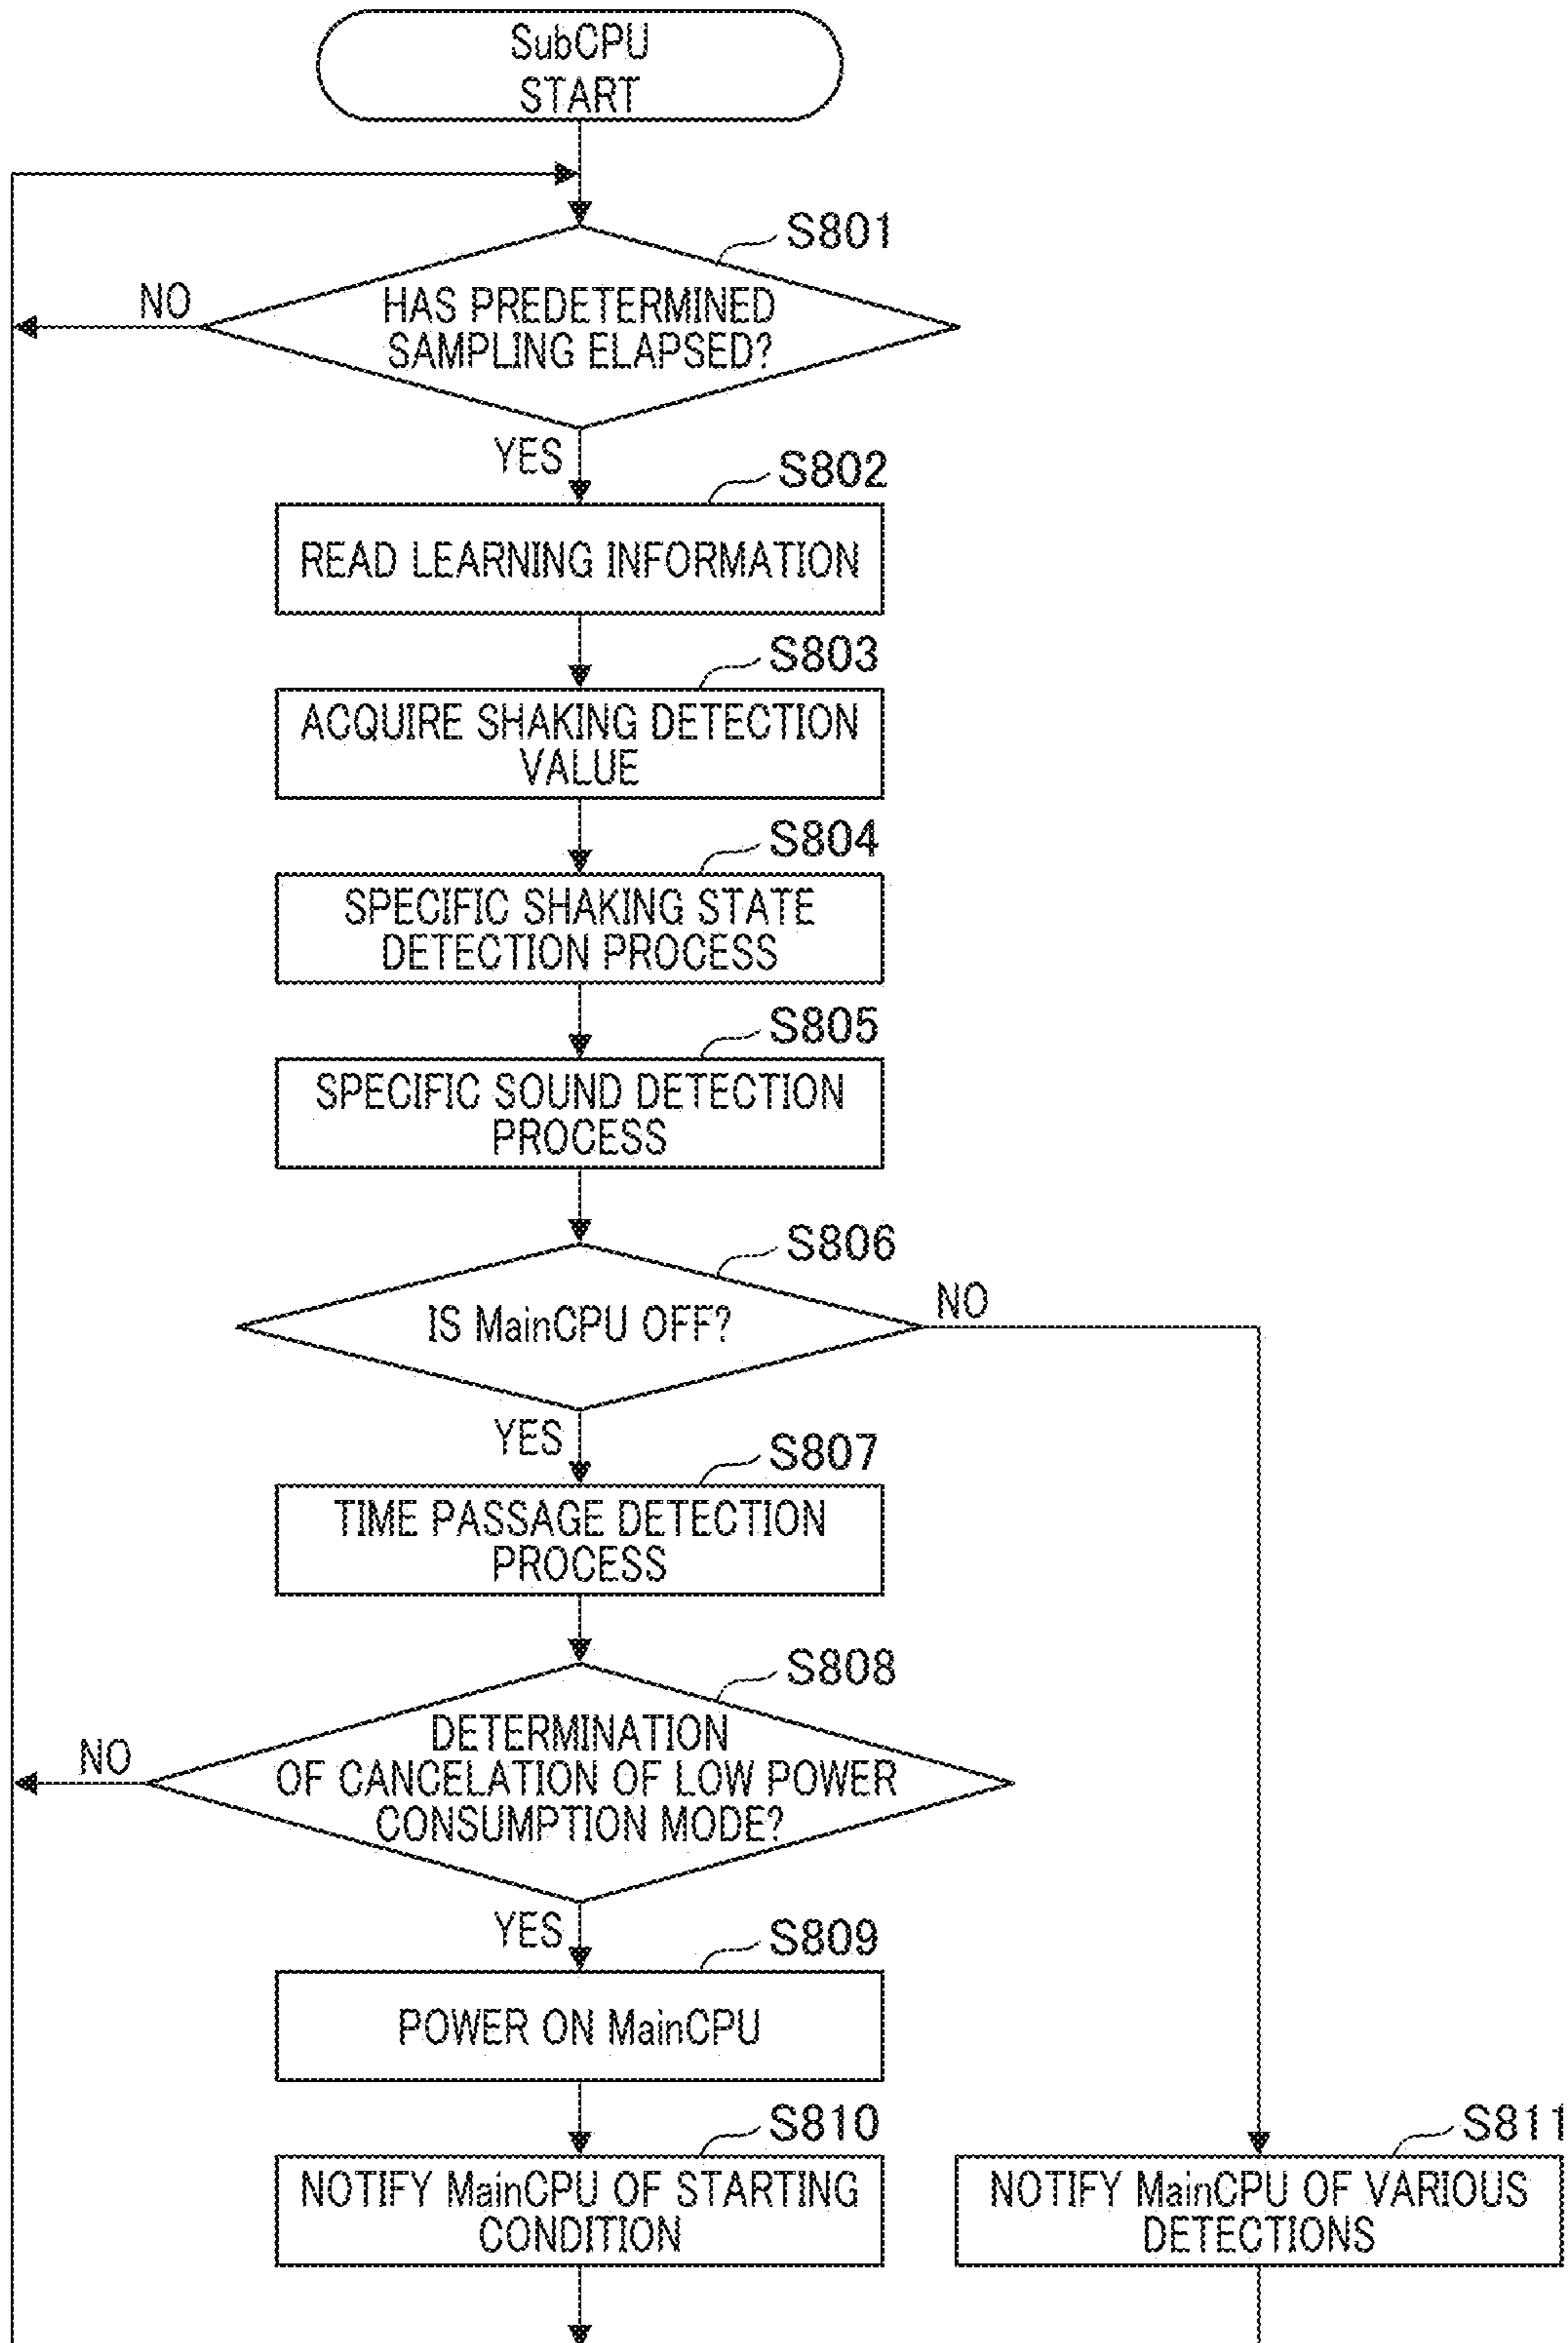 SubCPU
START
S801
HAS PREDETERMINED
SAMPLING ELAPSED?
NO
YES
S802
READ LEARNING INFORMATION
S803
ACQUIRE SHAKING DETECTION
VALUE
S804
SPECIFIC SHAKING STATE
DETECTION PROCESS
S805
SPECIFIC SOUND DETECTION
PROCESS
S806
IS MainCPU OFF?
NO
YES
S807
TIME PASSAGE DETECTION
PROCESS
S808
DETERMINATION
OF CANCELATION OF LOW POWER
CONSUMPTION MODE?
NO
YES
S809
POWER ON MainCPU
S810
NOTIFY MainCPU OF STARTING
CONDITION
S811
NOTIFY MainCPU OF VARIOUS
DETECTIONS